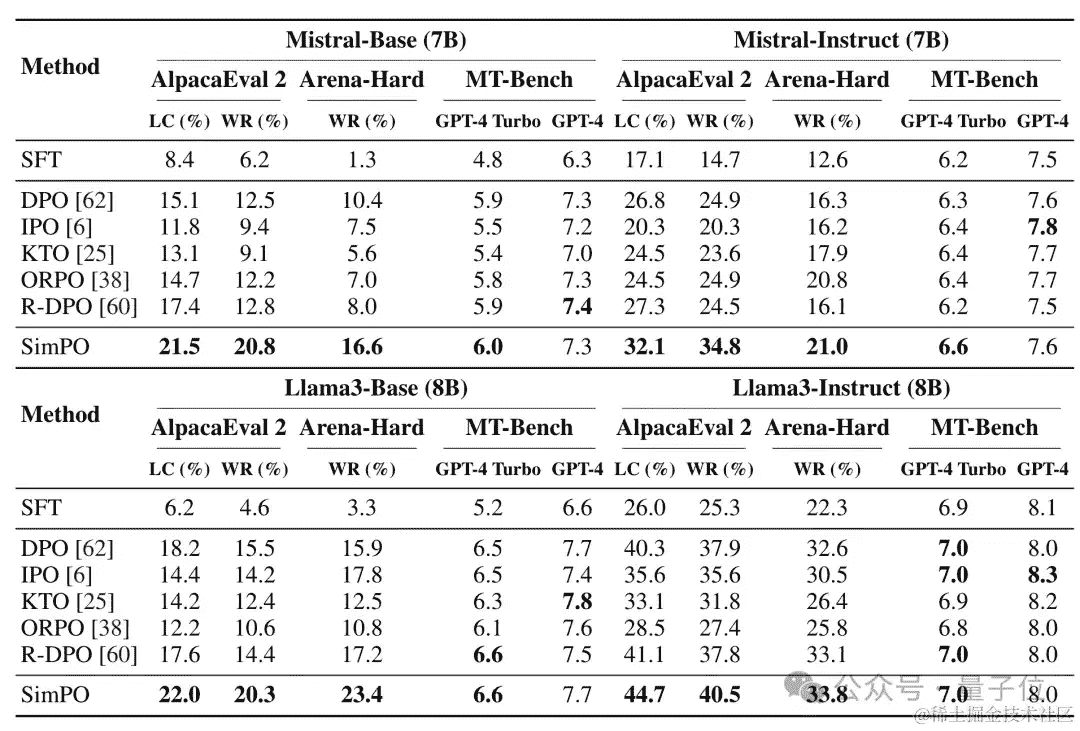 Method Mistral-Base (7B) Mistral-Instruct (7B)
AlpacaEval 2 Arena-Hard MT-Bench AlpacaEval 2 Arena-Hard MT-Bench
LC (%) WR (%) WR (%) GPT-4 Turbo GPT-4 LC (%) WR (%) WR (%) GPT-4 Turbo GPT-4
SFT 8.4 6.2 1.3 4.8 6.3 17.1 14.7 12.6 6.2 7.5
DPO [62] 15.1 12.5 10.4 5.9 7.3 26.8 24.9 16.3 6.3 7.6
IPO [6] 11.8 9.4 7.5 5.5 7.2 20.3 20.3 16.2 6.4 7.8
KTO [25] 13.1 9.1 5.6 5.4 7.0 24.5 23.6 17.9 6.4 7.7
ORPO [38] 14.7 12.2 7.0 5.8 7.3 24.5 24.9 20.8 6.4 7.7
R-DPO [60] 17.4 12.8 8.0 5.9 7.4 27.3 24.5 16.1 6.2 7.5
SimPO 21.5 20.8 16.6 6.0 7.3 32.1 34.8 21.0 6.6 7.6
Method Llama3-Base (8B) Llama3-Instruct (8B)
AlpacaEval 2 Arena-Hard MT-Bench AlpacaEval 2 Arena-Hard MT-Bench
LC (%) WR (%) WR (%) GPT-4 Turbo GPT-4 LC (%) WR (%) WR (%) GPT-4 Turbo GPT-4
SFT 6.2 4.6 3.3 5.2 6.6 26.0 25.3 22.3 6.9 8.1
DPO [62] 18.2 15.5 15.9 6.5 7.7 40.3 37.9 32.6 7.0 8.0
IPO [6] 14.4 14.2 17.8 6.5 7.4 35.6 35.6 30.5 7.0 8.3
KTO [25] 14.2 12.4 12.5 6.3 7.8 33.1 31.8 26.4 6.9 8.2
ORPO [38] 12.2 10.6 10.8 6.1 7.6 28.5 27.4 25.8 6.8 8.0
R-DPO [60] 17.6 14.4 17.2 6.6 7.5 41.1 37.8 33.1 7.0 8.0
SimPO 22.0 20.3 23.4 6.6 7.7 44.7 40.5 33.8 7.0 8.0
公众号·量子位
@稀土掘金技术社区